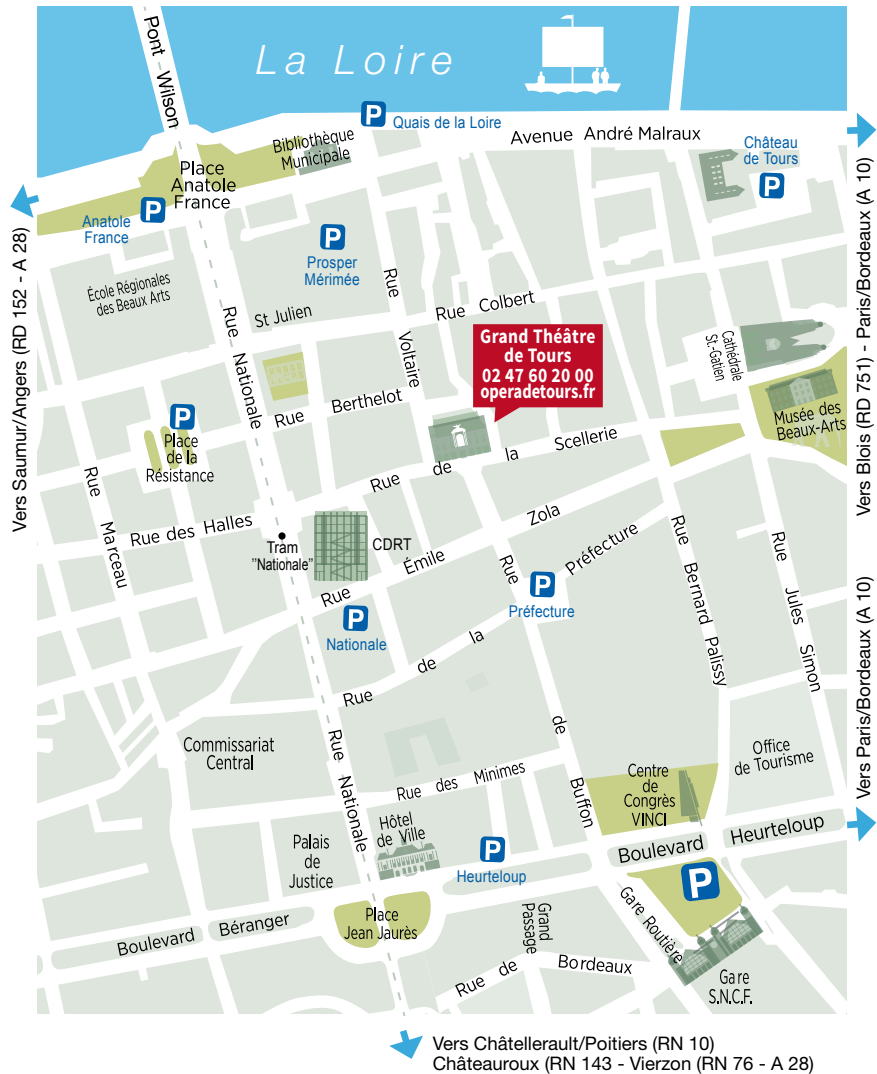 Pont Wilson
La Loire
P
Quais de la Loire
Avenue André Malraux
Bibliothèque
Municipale
Château
de Tours
P
Place
Anatole
France
P
Anatole
France
P
Prosper
Mérimée
École Régionales
des Beaux Arts
St Julien
Rue Nationale
Rue Voltaire
Rue Colbert
Grand Théâtre
de Tours
02 47 60 20 00
operadetours.fr
Cathédrale
St.-Gatien
Musée des
Beaux-Arts
P
Place
de la
Résistance
Rue Berthelot
Rue de la Scellerie
Rue Marceau
Rue des Halles
Tram
"Nationale"
CDRT
Rue Émile Zola
P
Nationale
P
Préfecture
Rue de la Préfecture
Rue de Buffon
Rue Bernard Palissy
Rue Jules Simon
Commissariat
Central
Rue Nationale
Rue des Minimes
Centre
de
Congrès
VINCI
Office
de Tourisme
Palais
de
Justice
Hôtel
de Ville
P
Heurteloup
Boulevard Heurteloup
P
Boulevard Béranger
Place
Jean Jaurès
Grand
Passage
Rue de Bordeaux
Gare Routière
Gare
S.N.C.F.
Vers Saumur/Angers (RD 152 - A 28)
Vers Blois (RD 751) - Paris/Bordeaux (A 10)
Vers Paris/Bordeaux (A 10)
Vers Châtellerault/Poitiers (RN 10)
Châteauroux (RN 143 - Vierzon (RN 76 - A 28)